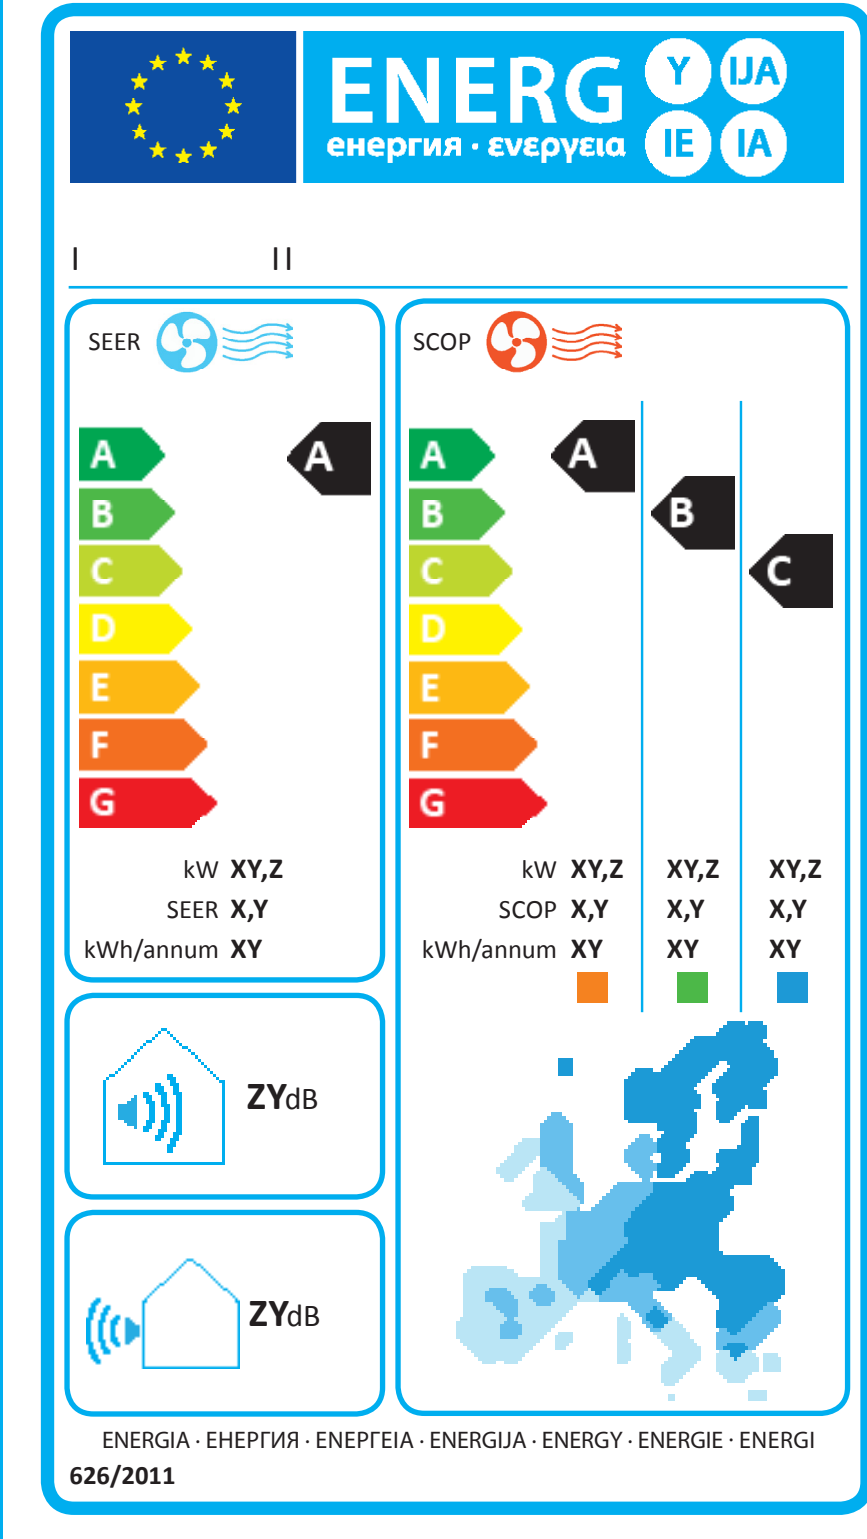 ENERG Y IJA
енергия · ενεργεια IE IA
I II
SEER
A A
B
C
D
E
F
G
kW XY,Z
SEER X,Y
kWh/annum XY
SCOP
A A
B B
C C
D
E
F
G
kW XY,Z XY,Z XY,Z
SCOP X,Y X,Y X,Y
kWh/annum XY XY XY
ZYdB
ZYdB
ENERGIA · ЕНЕРГИЯ · ΕΝΕΡΓΕΙΑ · ENERGIJA · ENERGY · ENERGIE · ENERGI
626/2011